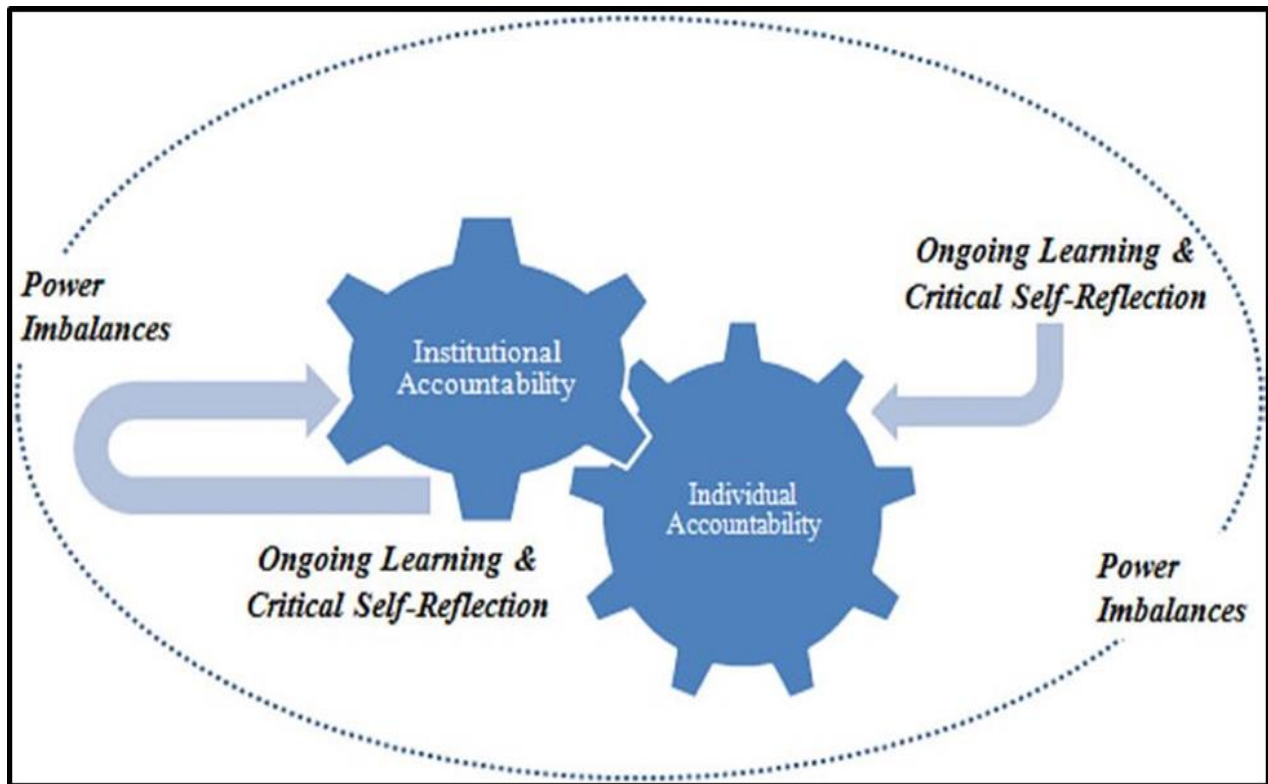 Ongoing Learning &
Critical Self-Reflection
Power
Imbalances
Institutional
Accountability
Individual
Accountability
Ongoing Learning &
Critical Self-Reflection
Power
Imbalances